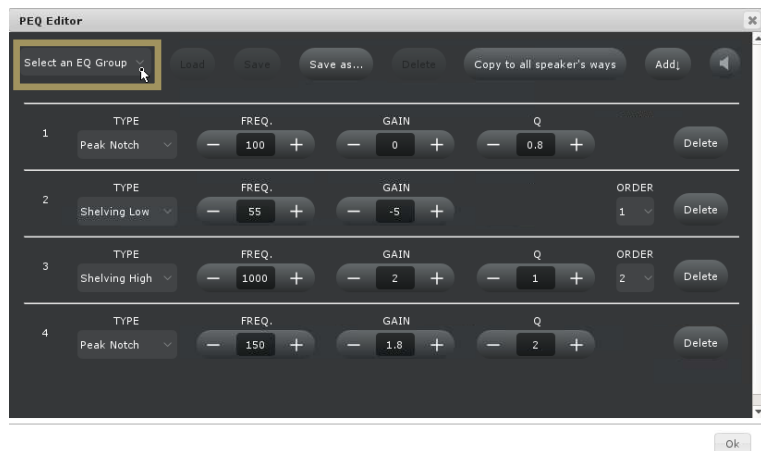 PEQ Editor
Select an EQ Group Load Save Save as... Delete Copy to all speaker's ways Add↓
TYPE FREQ. GAIN Q
1 Peak Notch − 100 + − 0 + − 0.8 + Delete
TYPE FREQ. GAIN ORDER
2 Shelving Low − 55 + − -5 + 1 Delete
TYPE FREQ. GAIN Q ORDER
3 Shelving High − 1000 + − 2 + − 1 + 2 Delete
TYPE FREQ. GAIN Q
4 Peak Notch − 150 + − 1.8 + − 2 + Delete
Ok